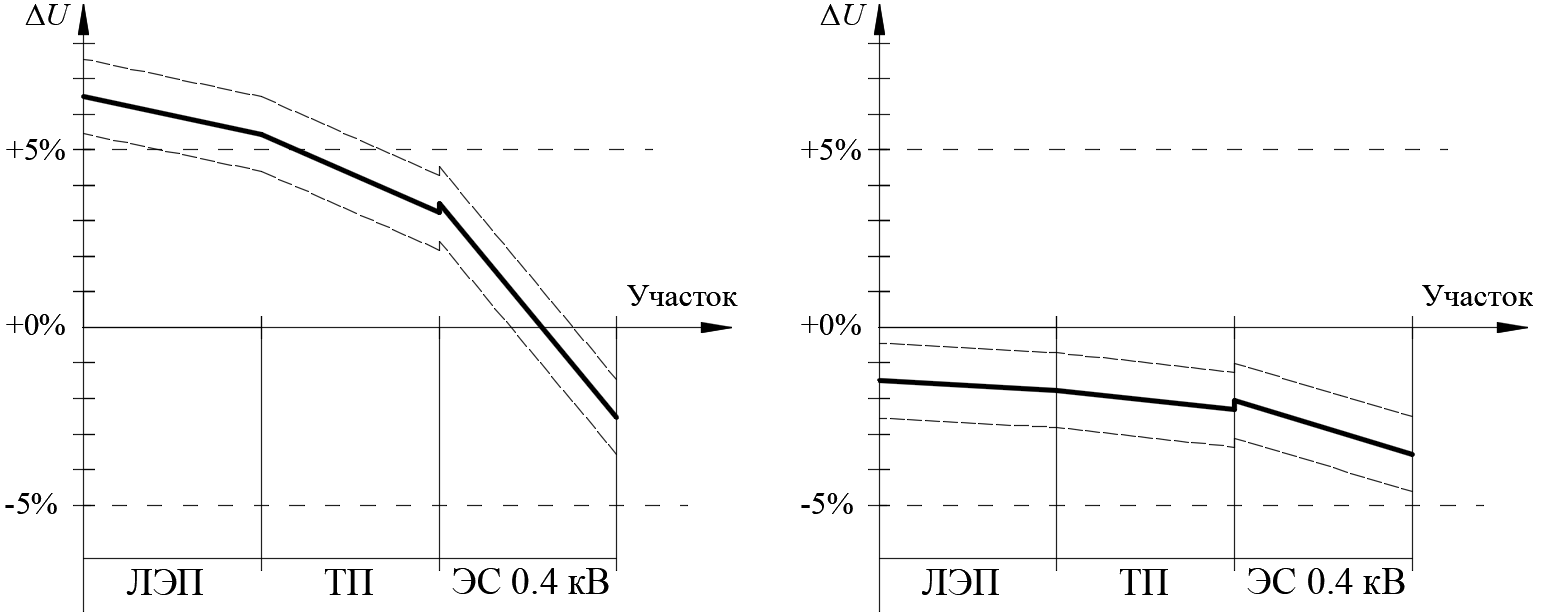 ΔU
+5%
+0%
-5%
Участок
ЛЭП ТП ЭС 0.4 кВ
ΔU
+5%
+0%
-5%
Участок
ЛЭП ТП ЭС 0.4 кВ